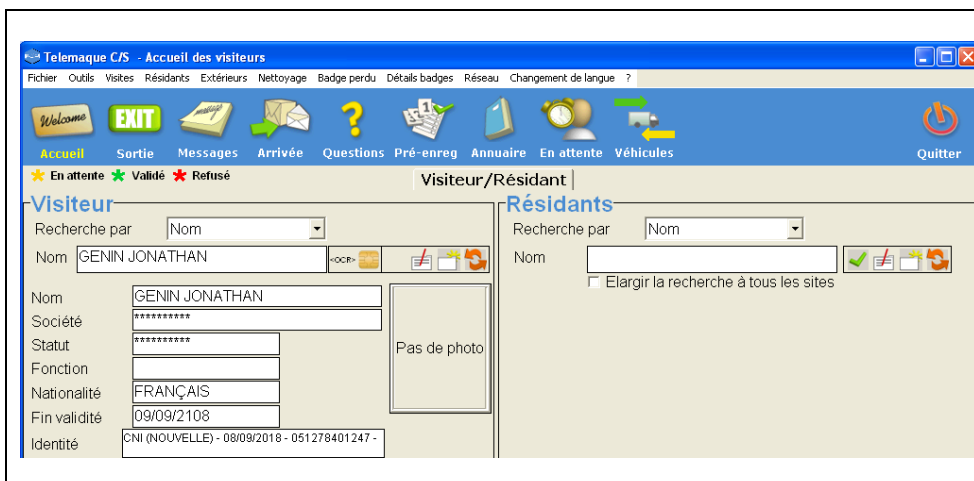 Telemaque C/S - Accueil des visiteurs
Fichier Outils Visites Résidants Extérieurs Nettoyage Badge perdu Détails badges Réseau Changement de langue ?
Welcome EXIT message 1
Accueil Sortie Messages Arrivée Questions Pré-enreg Annuaire En attente Véhicules Quitter
En attente Validé Refusé
Visiteur/Résidant
Visiteur
Recherche par Nom
Nom GENIN JONATHAN <OCR>
Nom GENIN JONATHAN
Société **********
Statut **********
Fonction
Nationalité FRANÇAIS
Fin validité 09/09/2108
Identité CNI (NOUVELLE) - 08/09/2018 - 051278401247 -
Pas de photo
Résidants
Recherche par Nom
Nom
Elargir la recherche à tous les sites